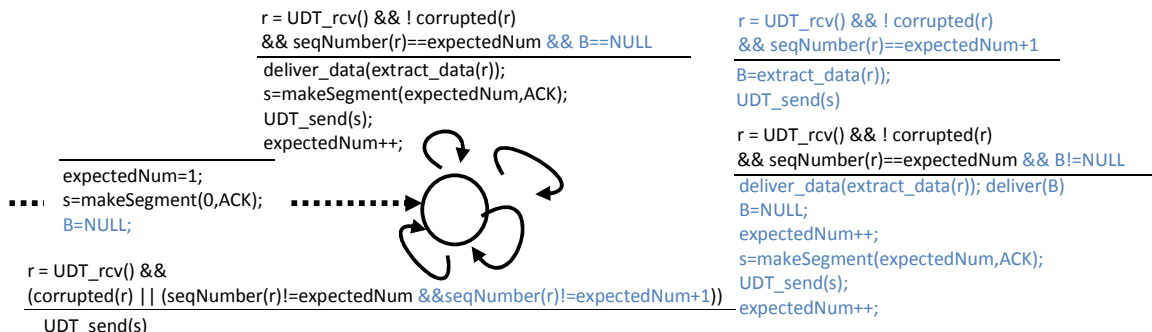 r = UDT_rcv() && ! corrupted(r)
&& seqNumber(r)==expectedNum && B==NULL
deliver_data(extract_data(r));
s=makeSegment(expectedNum,ACK);
UDT_send(s);
expectedNum++;
r = UDT_rcv() && ! corrupted(r)
&& seqNumber(r)==expectedNum+1
B=extract_data(r));
UDT_send(s)
r = UDT_rcv() && ! corrupted(r)
&& seqNumber(r)==expectedNum && B!=NULL
deliver_data(extract_data(r)); deliver(B)
B=NULL;
expectedNum++;
s=makeSegment(expectedNum,ACK);
UDT_send(s);
expectedNum++;
expectedNum=1;
s=makeSegment(0,ACK);
B=NULL;
r = UDT_rcv() &&
(corrupted(r) || (seqNumber(r)!=expectedNum &&seqNumber(r)!=expectedNum+1))
UDT_send(s)